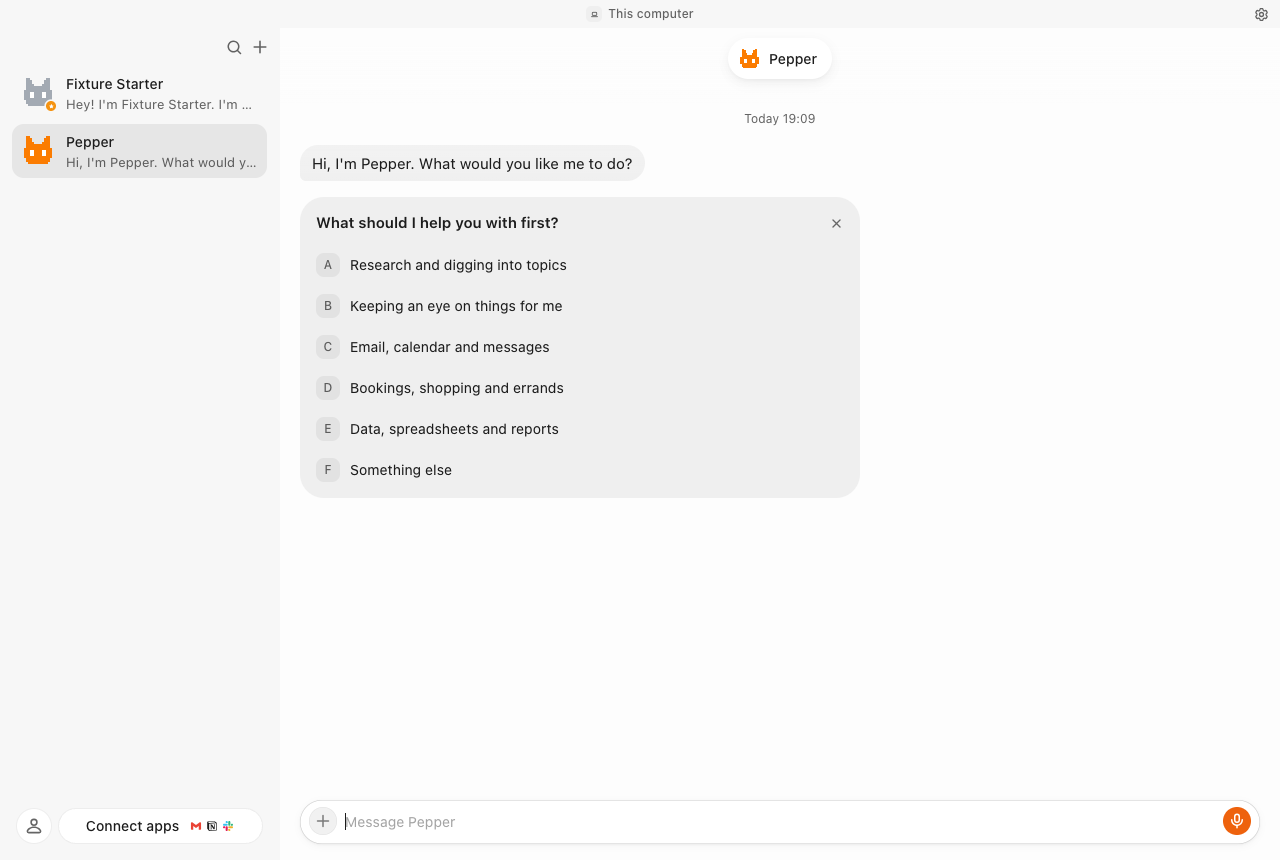 This computer
Fixture Starter
Hey! I'm Fixture Starter. I'm ...
Pepper
Hi, I'm Pepper. What would y...
Connect apps
Pepper
Today 19:09
Hi, I'm Pepper. What would you like me to do?
What should I help you with first?
A Research and digging into topics
B Keeping an eye on things for me
C Email, calendar and messages
D Bookings, shopping and errands
E Data, spreadsheets and reports
F Something else
Message Pepper